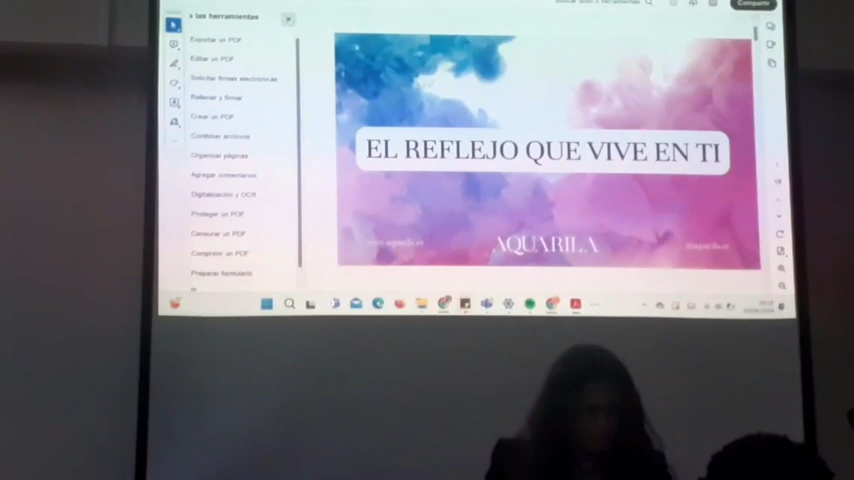 las herramientas
Exportar un PDF
Editar un PDF
Solicitar firmas electrónicas
Rellenar y firmar
Crear un PDF
Combinar archivos
Organizar páginas
Agregar comentarios
Digitalización y OCR
Proteger un PDF
Censurar un PDF
Comprimir un PDF
Preparar formulario
Compartir
EL REFLEJO QUE VIVE EN TI
AQUARILA